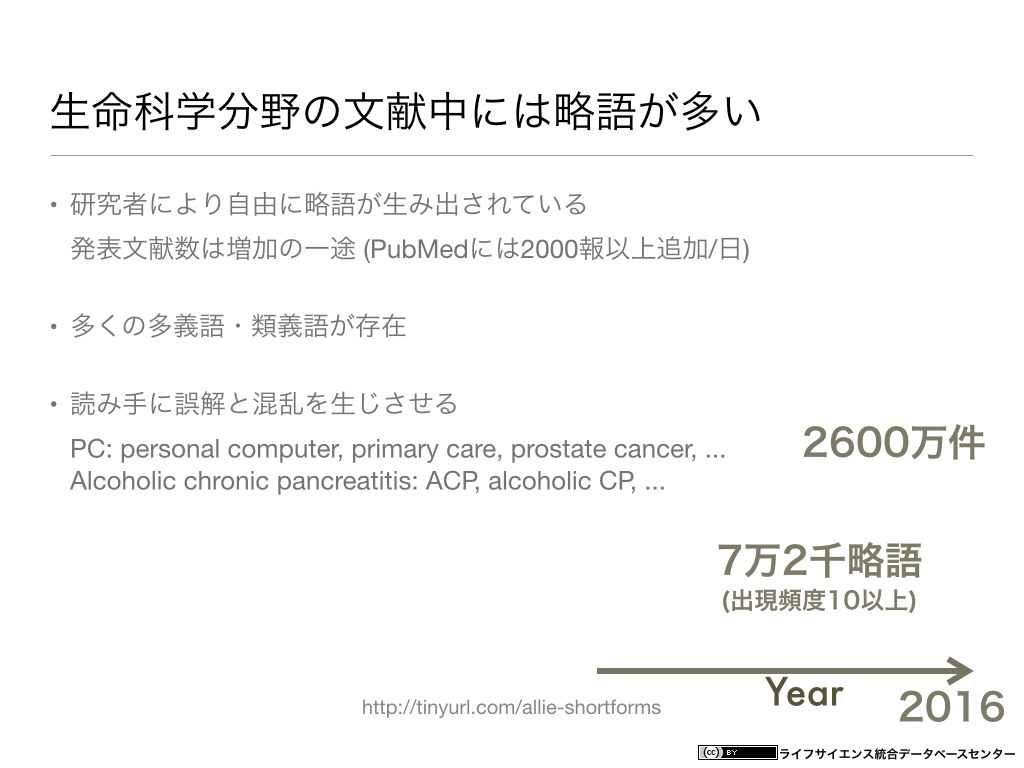 生命科学分野の文献中には略語が多い
• 研究者により自由に略語が生み出されている
発表文献数は増加の一途 (PubMedには2000報以上追加/日)
• 多くの多義語・類義語が存在
• 読み手に誤解と混乱を生じさせる
PC: personal computer, primary care, prostate cancer, ...
Alcoholic chronic pancreatitis: ACP, alcoholic CP, ...
2600万件
7万2千略語
(出現頻度10以上)
Year
2016
http://tinyurl.com/allie-shortforms
(cc) BY ライフサイエンス統合データベースセンター